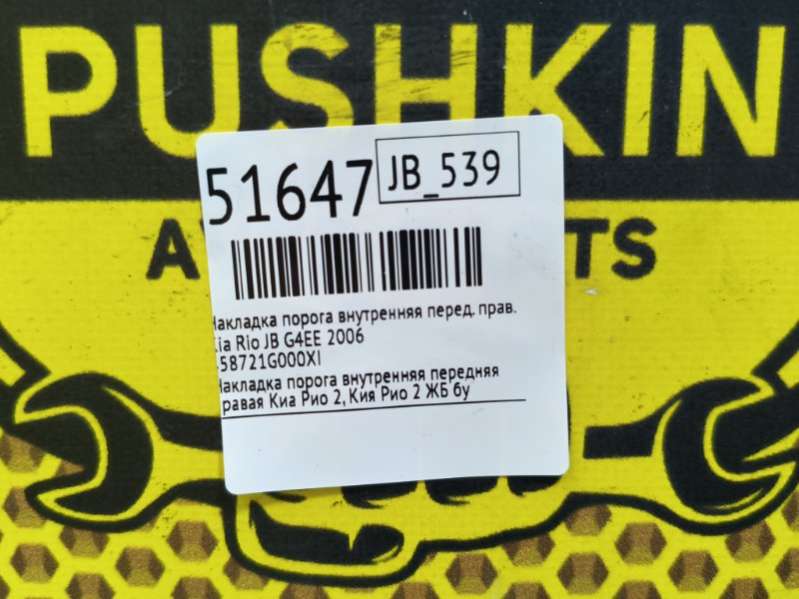 PUSHKIN
51647
JB_539
Накладка порога внутренняя перед. прав.
Kia Rio JB G4EE 2006
858721G000XI
Накладка порога внутренняя передняя
правая Киа Рио 2, Кия Рио 2 ЖБ бу